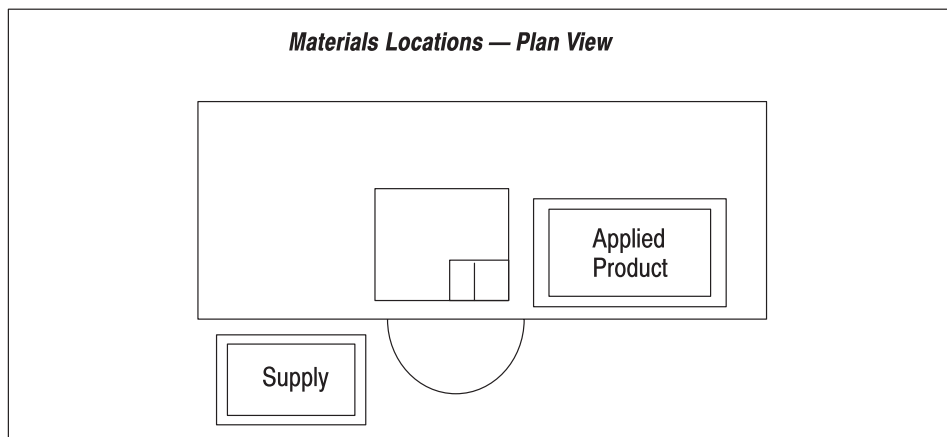 Materials Locations — Plan View
Applied
Product
Supply